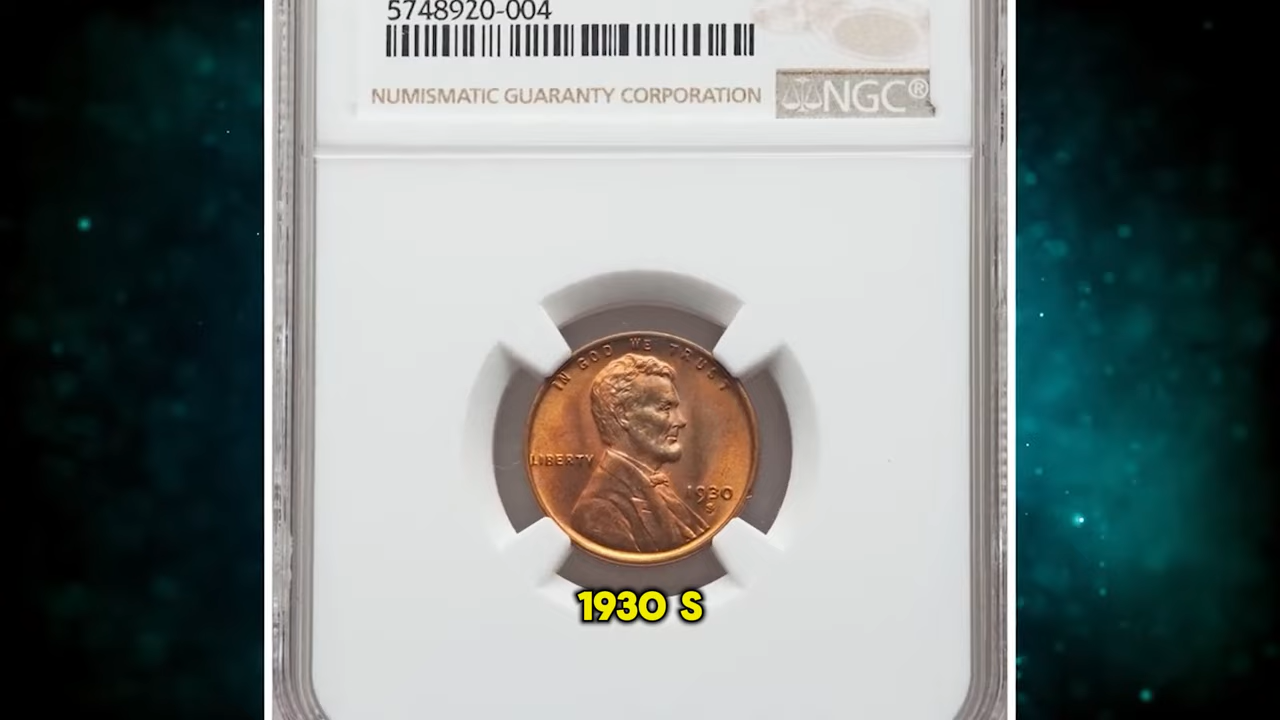 5748920-004
NUMISMATIC GUARANTY CORPORATION
NGC®
IN GOD WE TRUST
LIBERTY
1930
S
1930 S